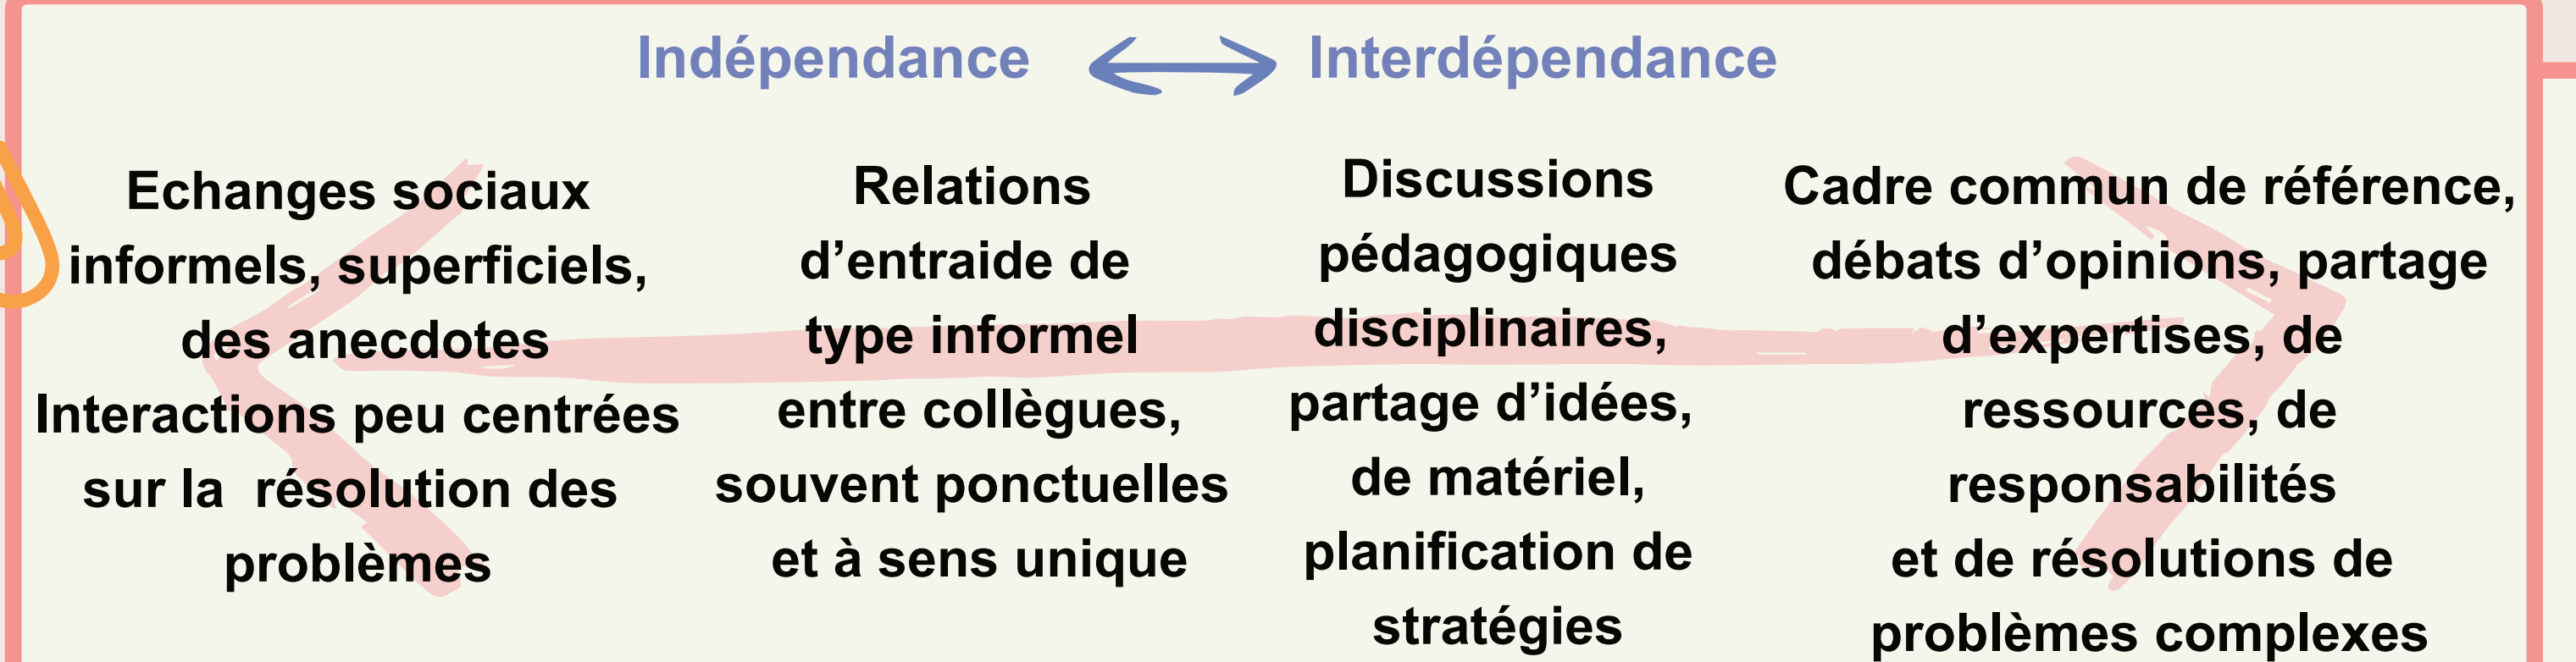 Indépendance Interdépendance
Echanges sociaux
informels, superficiels,
des anecdotes
Interactions peu centrées
sur la résolution des
problèmes
Relations
d’entraide de
type informel
entre collègues,
souvent ponctuelles
et à sens unique
Discussions
pédagogiques
disciplinaires,
partage d’idées,
de matériel,
planification de
stratégies
Cadre commun de référence,
débats d’opinions, partage
d’expertises, de
ressources, de
responsabilités
et de résolutions de
problèmes complexes